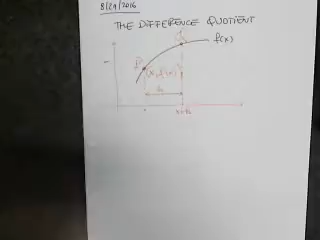 8/29/2016
THE DIFFERENCE QUOTIENT
f(x)
P
(x, f(x))
x+h